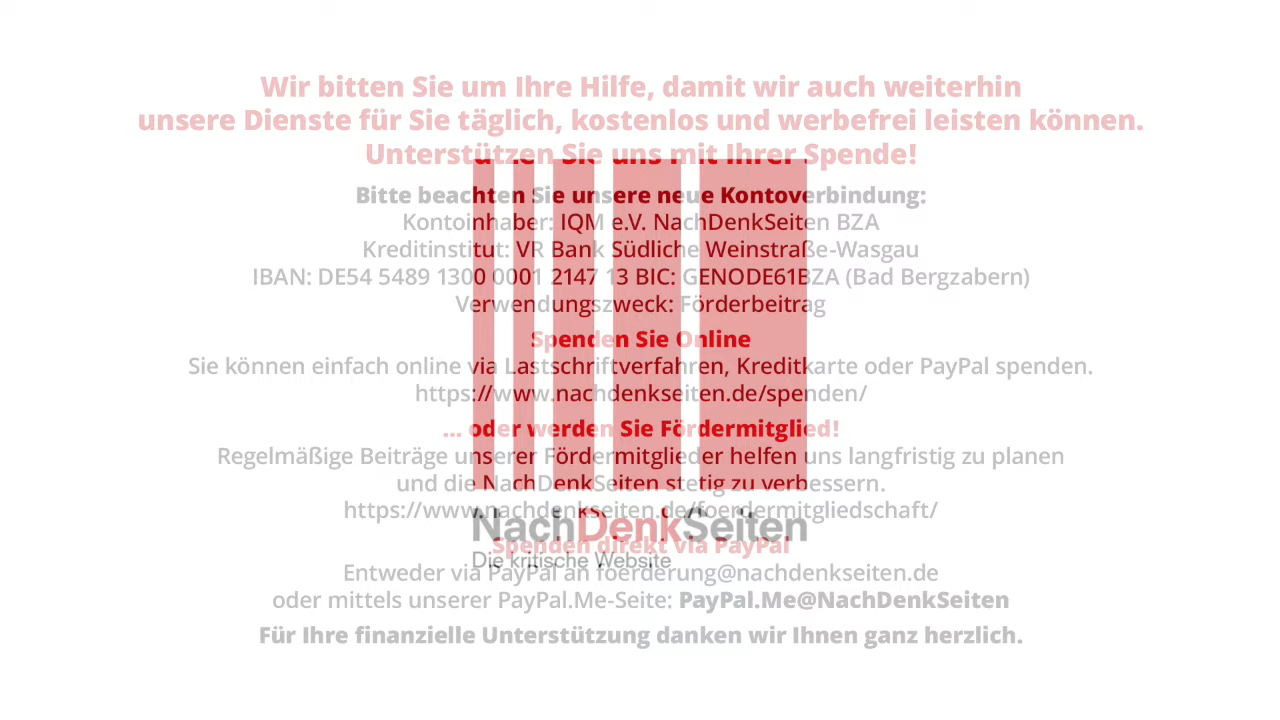 Wir bitten Sie um Ihre Hilfe, damit wir auch weiterhin
unsere Dienste für Sie täglich, kostenlos und werbefrei leisten können.
Unterstützen Sie uns mit Ihrer Spende!
Bitte beachten Sie unsere neue Kontoverbindung:
Kontoinhaber: IQM e.V. NachDenkSeiten BZA
Kreditinstitut: VR Bank Südliche Weinstraße-Wasgau
IBAN: DE54 5489 1300 0001 2147 13 BIC: GENODE61BZA (Bad Bergzabern)
Verwendungszweck: Förderbeitrag
Spenden Sie Online
Sie können einfach online via Lastschriftverfahren, Kreditkarte oder PayPal spenden.
https://www.nachdenkseiten.de/spenden/
... oder werden Sie Fördermitglied!
Regelmäßige Beiträge unserer Fördermitglieder helfen uns langfristig zu planen
und die NachDenkSeiten stetig zu verbessern.
https://www.nachdenkseiten.de/foerdermitgliedschaft/
NachDenkSeiten
Spenden direkt via PayPal
Die kritische Website
Entweder via PayPal an foerderung@nachdenkseiten.de
oder mittels unserer PayPal.Me-Seite: PayPal.Me@NachDenkSeiten
Für Ihre finanzielle Unterstützung danken wir Ihnen ganz herzlich.